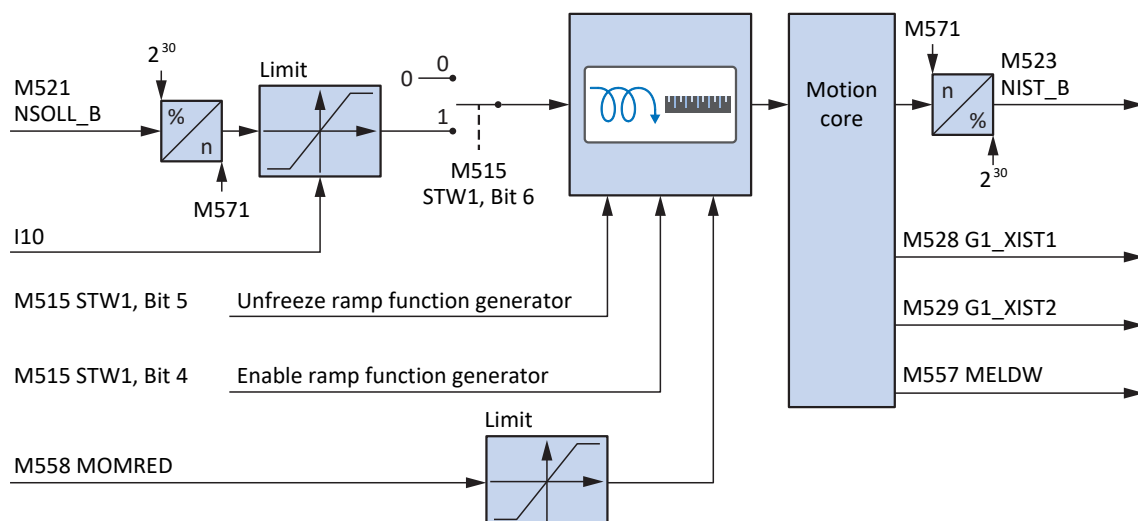 2³⁰
M521
NSOLL_B
%
n
M571
Limit
I10
0
0
1
M515
STW1, Bit 6
Motion
core
M571
n
%
2³⁰
M523
NIST_B
M528 G1_XIST1
M515 STW1, Bit 5
Unfreeze ramp function generator
M529 G1_XIST2
M515 STW1, Bit 4
Enable ramp function generator
M557 MELDW
Limit
M558 MOMRED